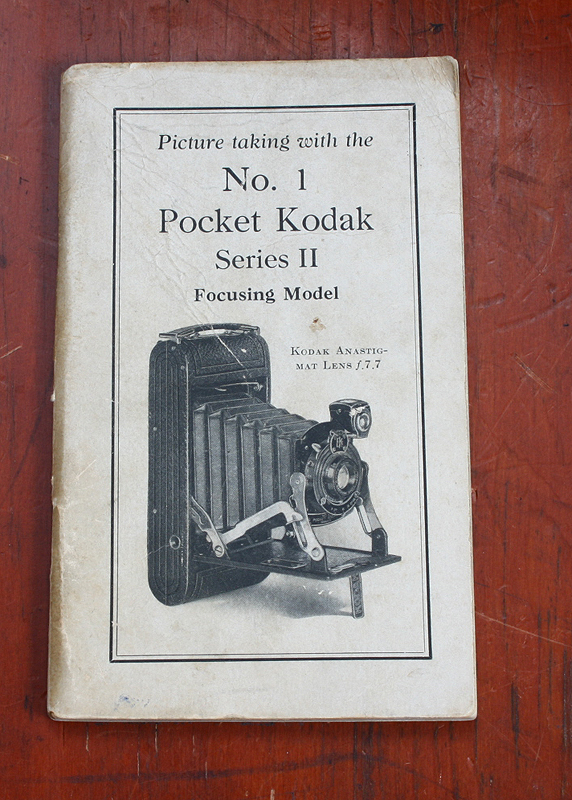 Picture taking with the
No. 1
Pocket Kodak
Series II
Focusing Model
Kodak Anastig-
mat Lens f.7.7